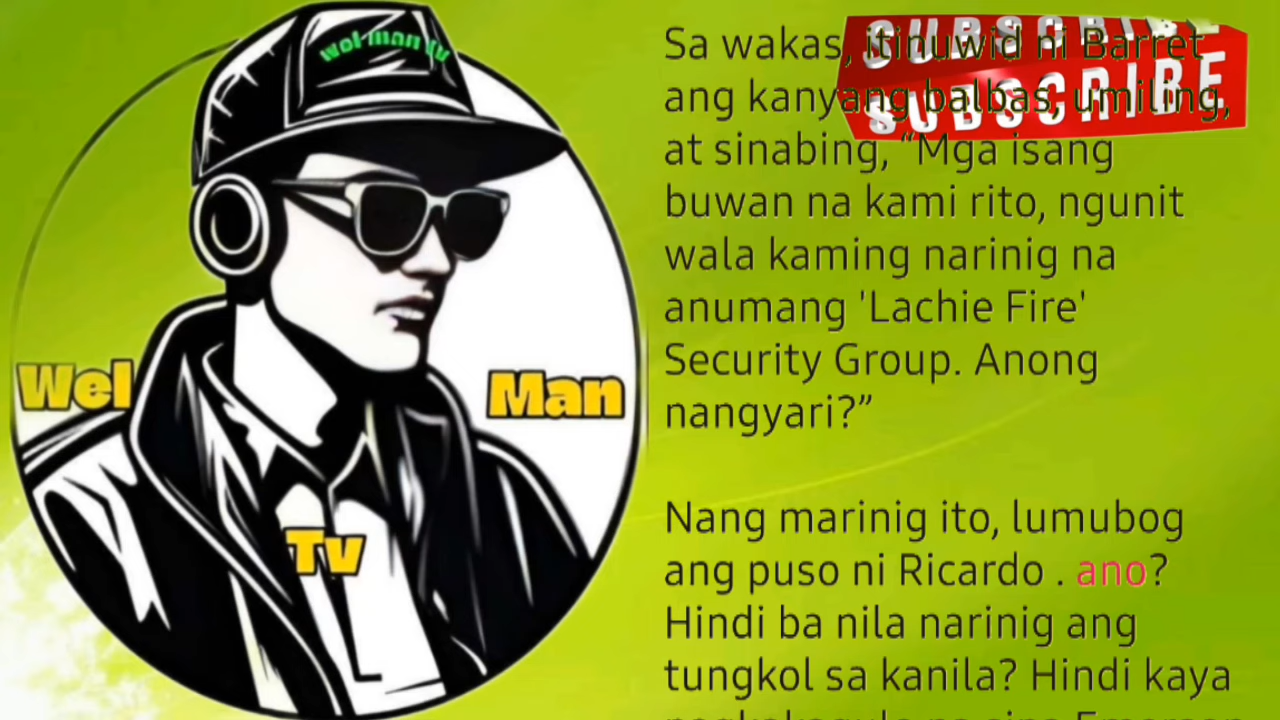 wel man tv
Wel
Man
Tv
SUBSCRIBE
SUBSCRIBE
Sa wakas, itinuwid ni Barret
ang kanyang balbas, umiling,
at sinabing, “Mga isang
buwan na kami rito, ngunit
wala kaming narinig na
anumang 'Lachie Fire'
Security Group. Anong
nangyari?”
Nang marinig ito, lumubog
ang puso ni Ricardo . ano?
Hindi ba nila narinig ang
tungkol sa kanila? Hindi kaya